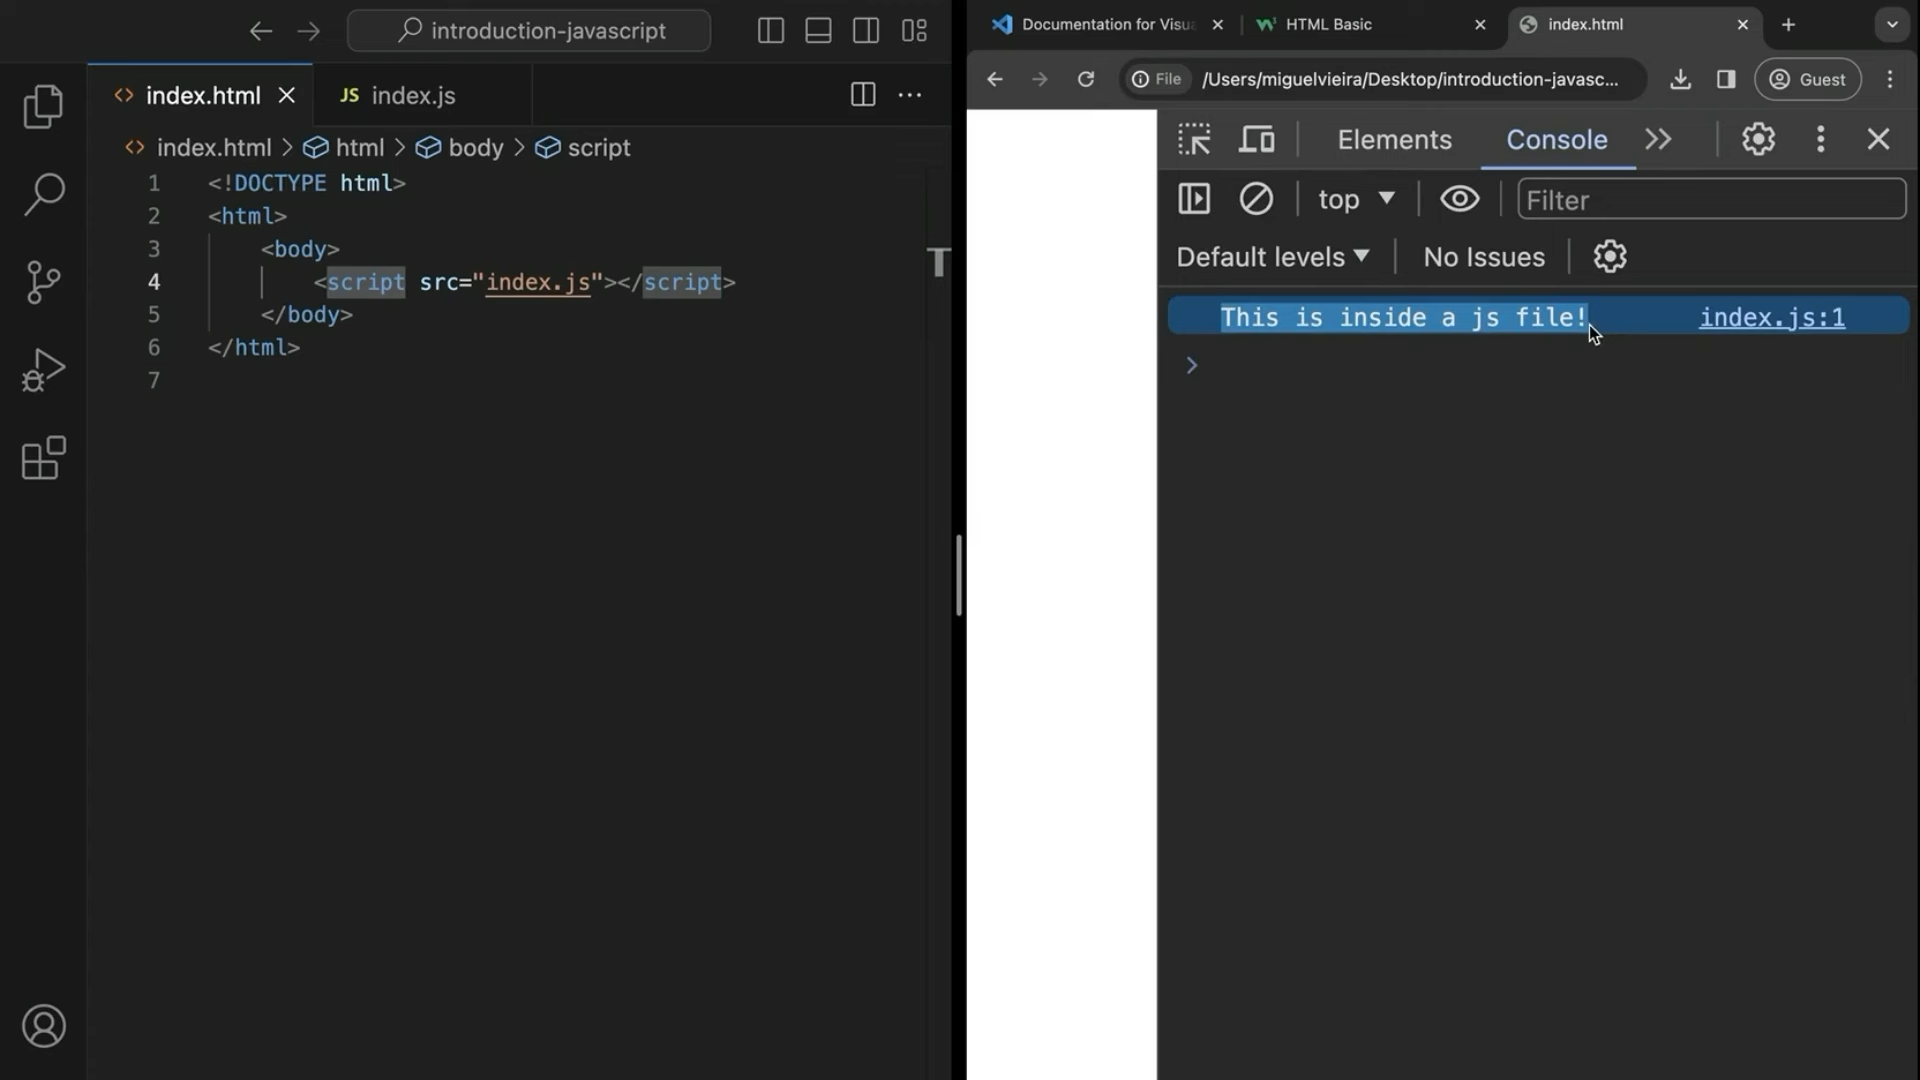 introduction-javascript
index.html
JS index.js
index.html > html > body > script
1 <!DOCTYPE html>
2 <html>
3 <body>
4 <script src="index.js"></script>
5 </body>
6 </html>
7
Documentation for Visua
HTML Basic
index.html
File /Users/miguelvieira/Desktop/introduction-javasc...
Guest
Elements Console
top Filter
Default levels No Issues
This is inside a js file! index.js:1